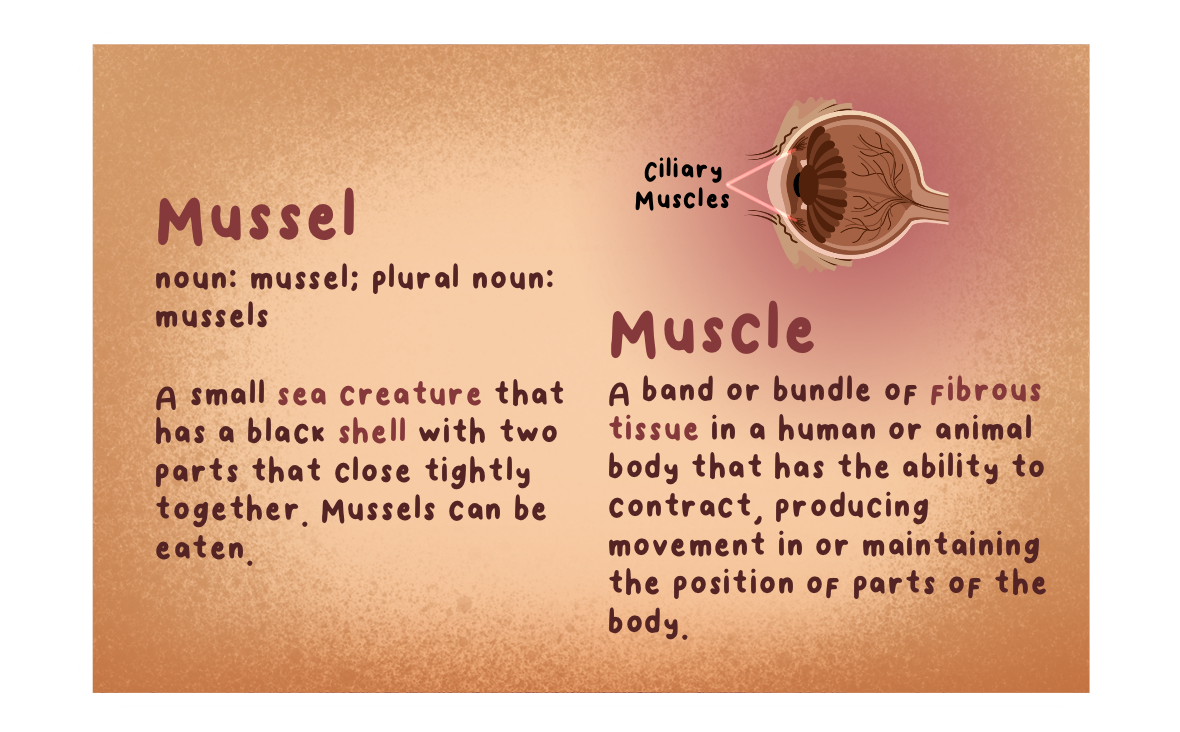 Mussel
noun: mussel; plural noun:
mussels
A small sea creature that
has a black shell with two
parts that close tightly
together. Mussels can be
eaten.
Ciliary
Muscles
Muscle
A band or bundle of fibrous
tissue in a human or animal
body that has the ability to
contract, producing
movement in or maintaining
the position of parts of the
body.